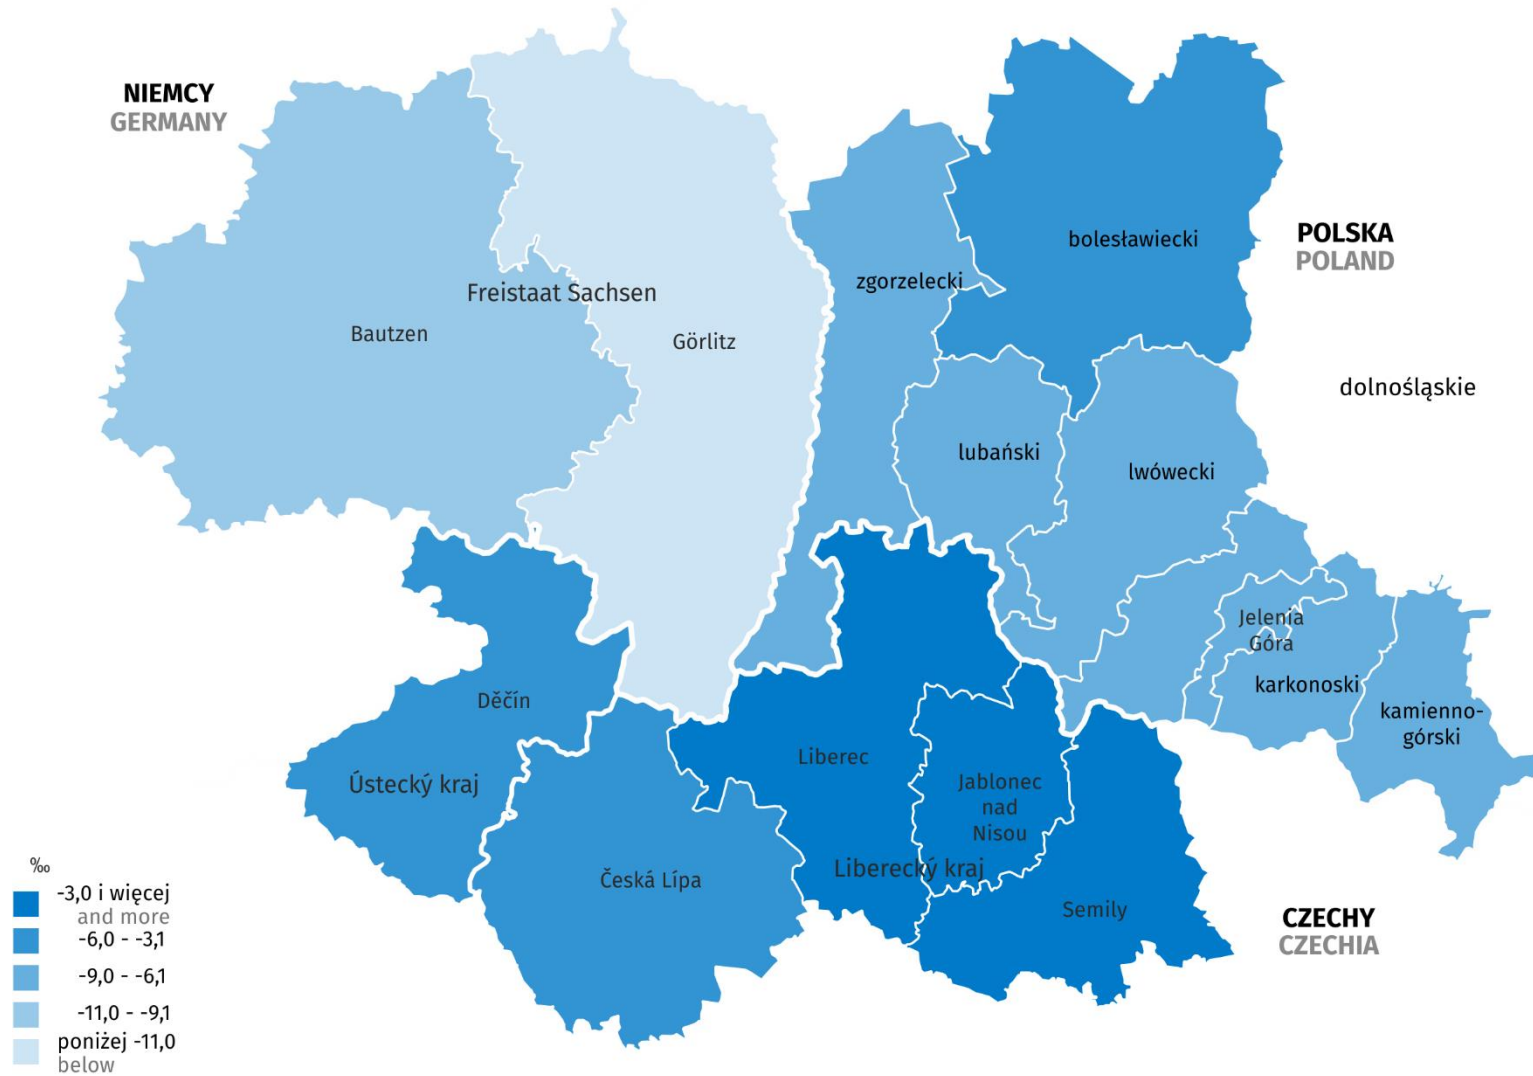 NIEMCY
GERMANY
POLSKA
POLAND
bolesławiecki
zgorzelecki
Freistaat Sachsen
Bautzen
Görlitz
dolnośląskie
lubański
lwówecki
Jelenia
Góra
karkonoski
kamienno-
górski
Děčín
Ústecký kraj
Liberec
Jablonec
nad
Nisou
Česká Lípa
Liberecký kraj
Semily
CZECHY
CZECHIA
‰
-3,0 i więcej
and more
-6,0 - -3,1
-9,0 - -6,1
-11,0 - -9,1
poniżej -11,0
below